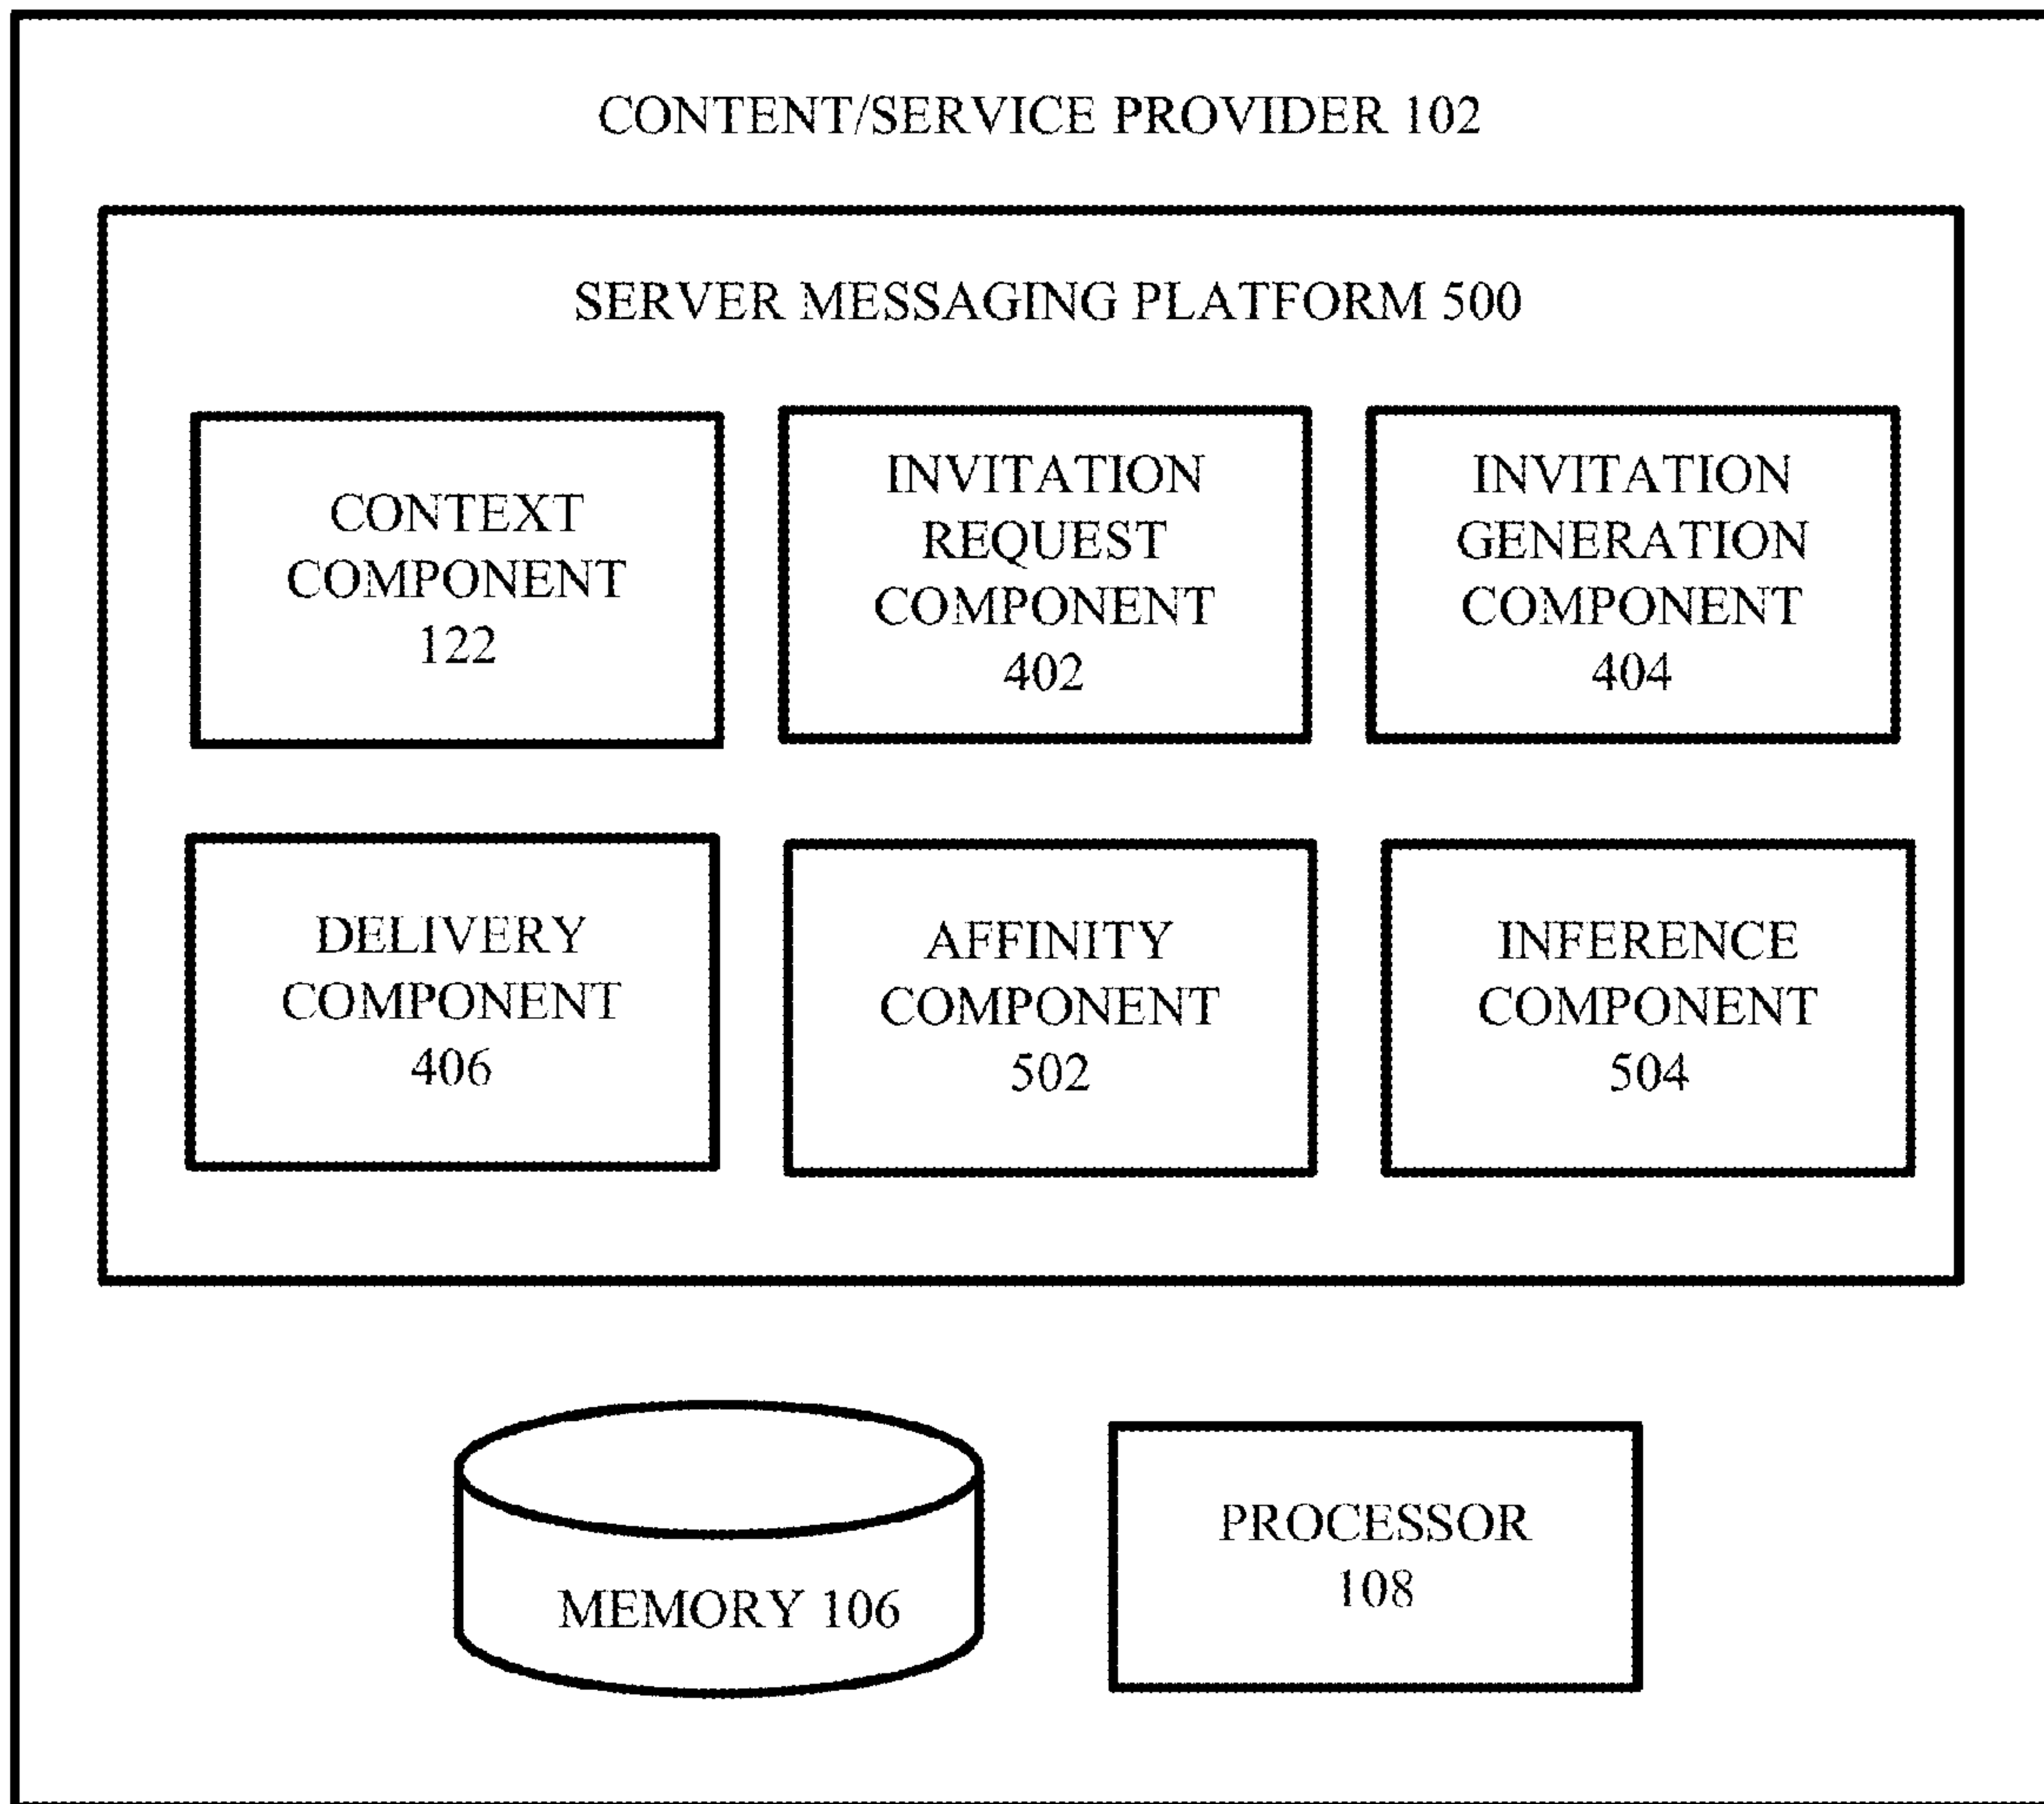 CONTENT/SERVICE PROVIDER 102
SERVER MESSAGING PLATFORM 500
CONTEXT
COMPONENT
122
INVITATION
REQUEST
COMPONENT
402
INVITATION
GENERATION
COMPONENT
404
DELIVERY
COMPONENT
406
AFFINITY
COMPONENT
502
INFERENCE
COMPONENT
504
MEMORY 106
PROCESSOR
108